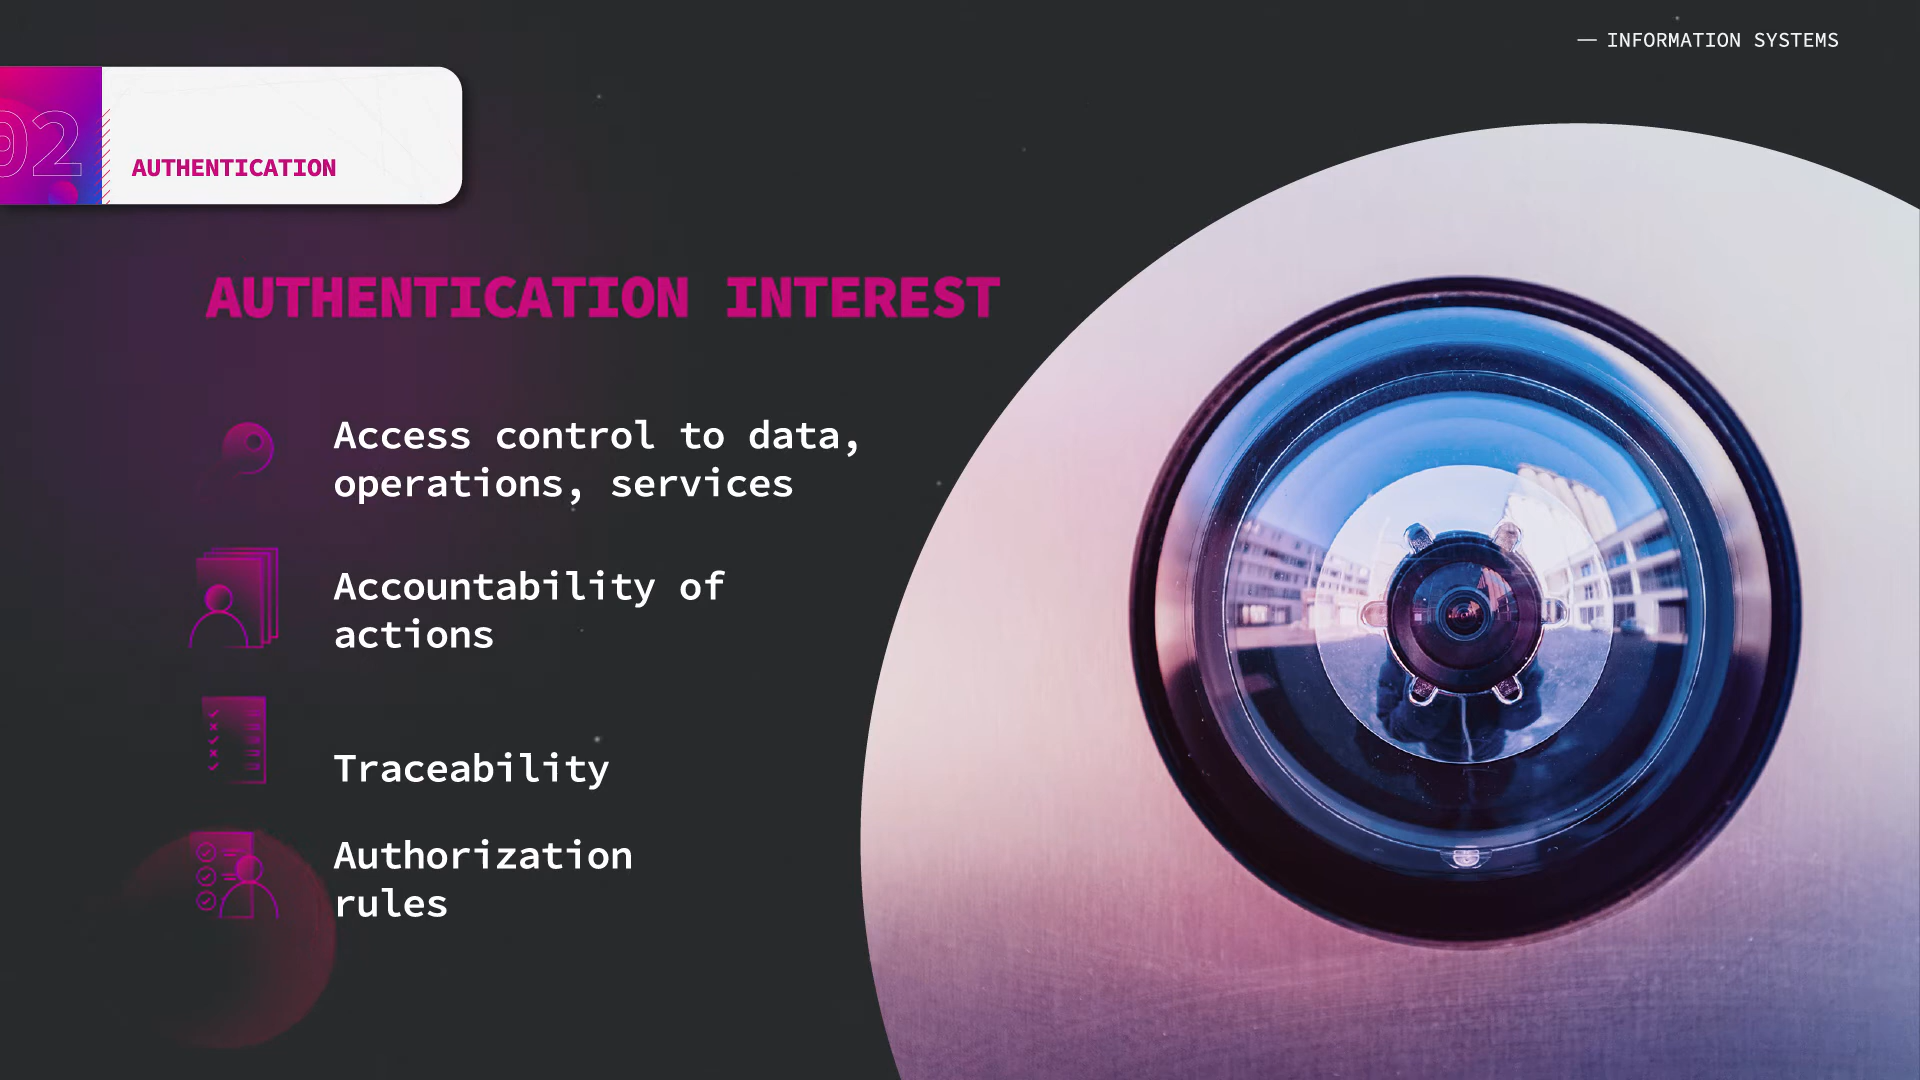 — INFORMATION SYSTEMS
02
AUTHENTICATION
AUTHENTICATION INTEREST
Access control to data,
operations, services
Accountability of
actions
Traceability
Authorization
rules